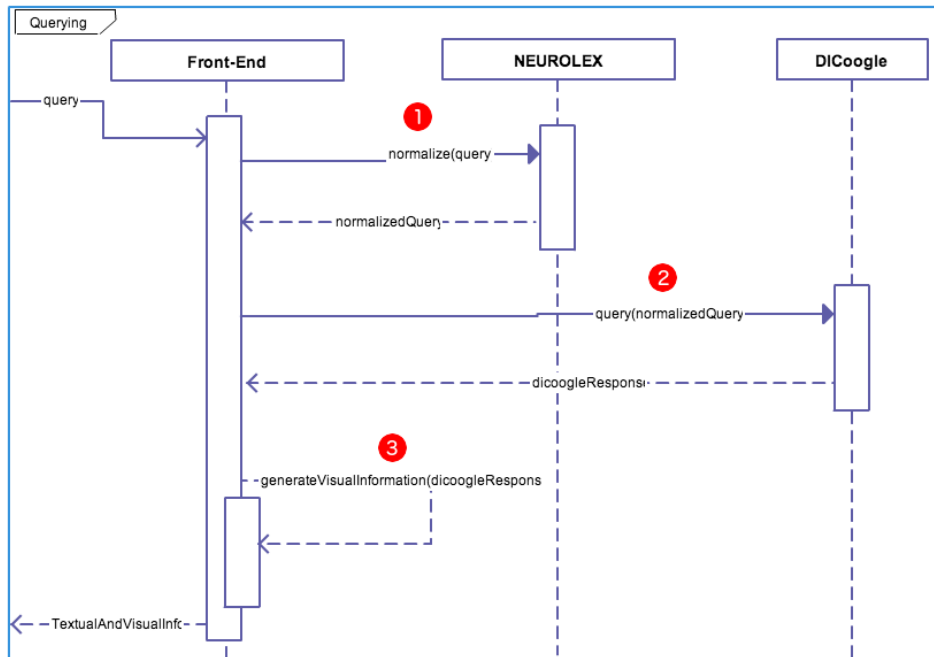 Querying
Front-End
NEUROLEX
DICoogle
query
1
normalize(query
normalizedQuery
2
query(normalizedQuery
dicoogleResponse
3
generateVisualInformation(dicoogleRespons
TextualAndVisualInfo